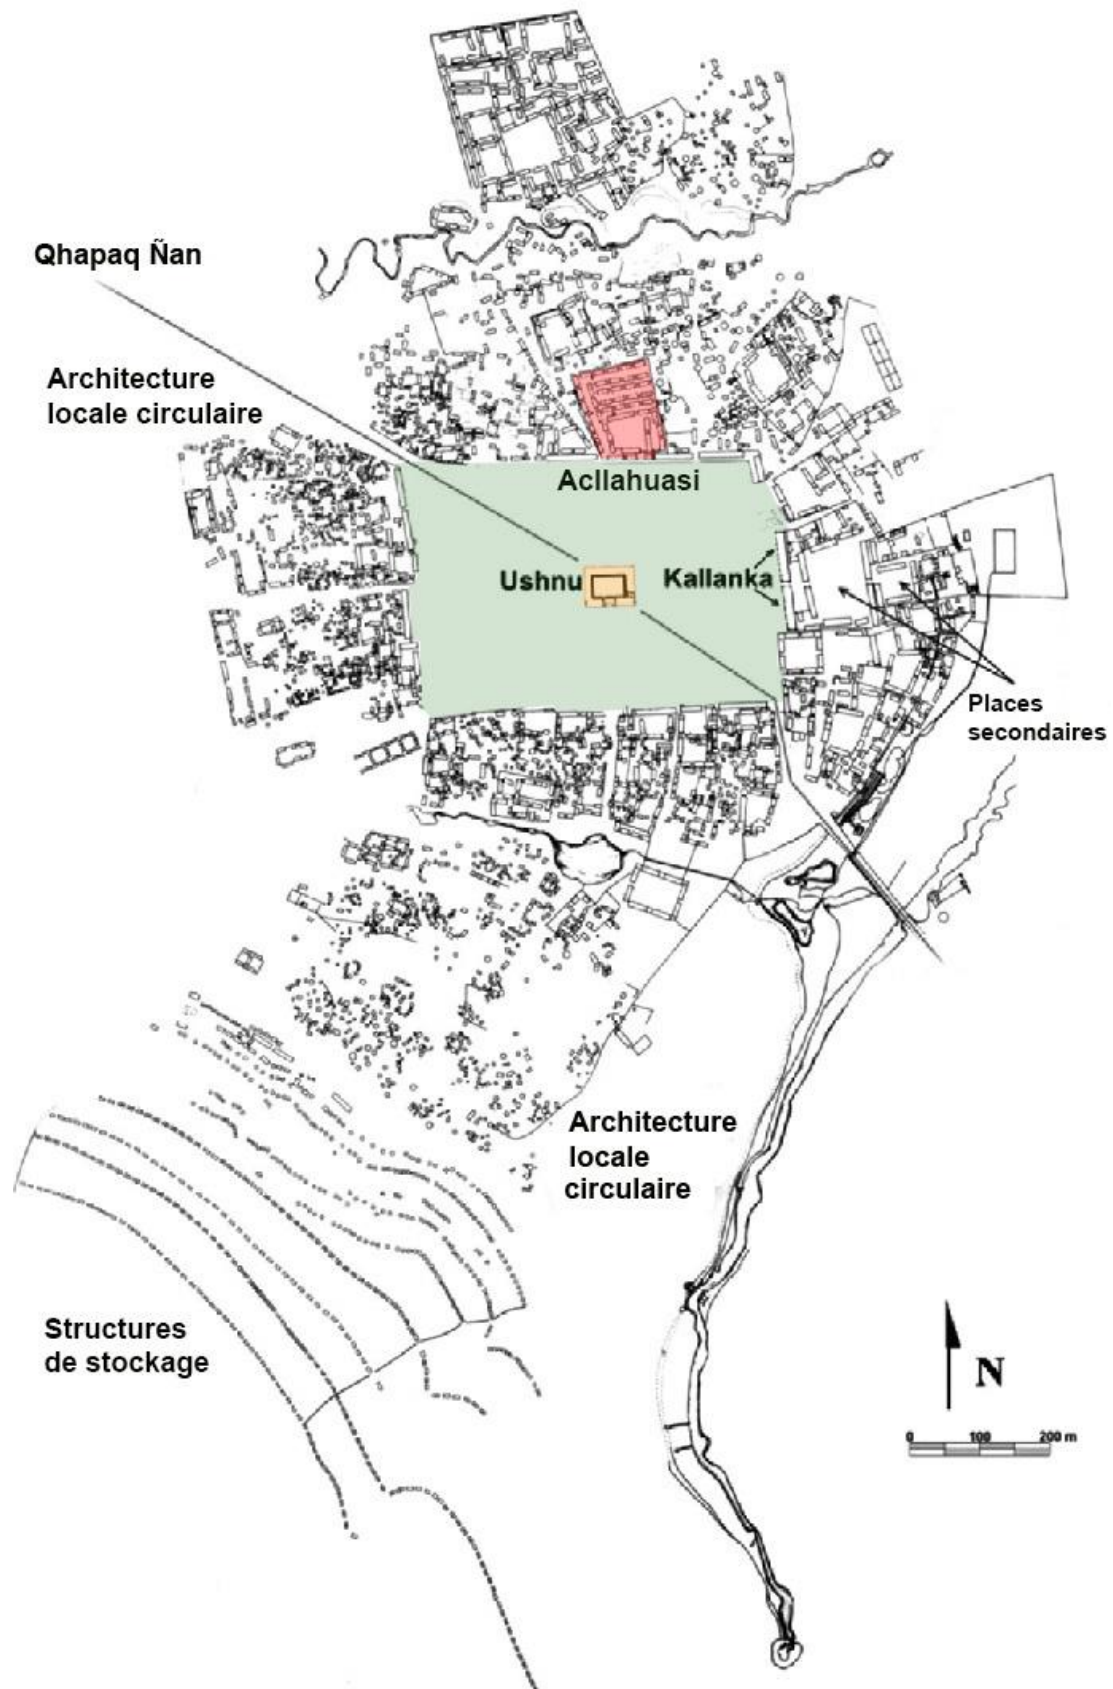 Qhapaq Ñan
Architecture
locale circulaire
Acllahuasi
Ushnu
Kallanka
Places
secondaires
Architecture
locale
circulaire
Structures
de stockage
N
0 100 200 m